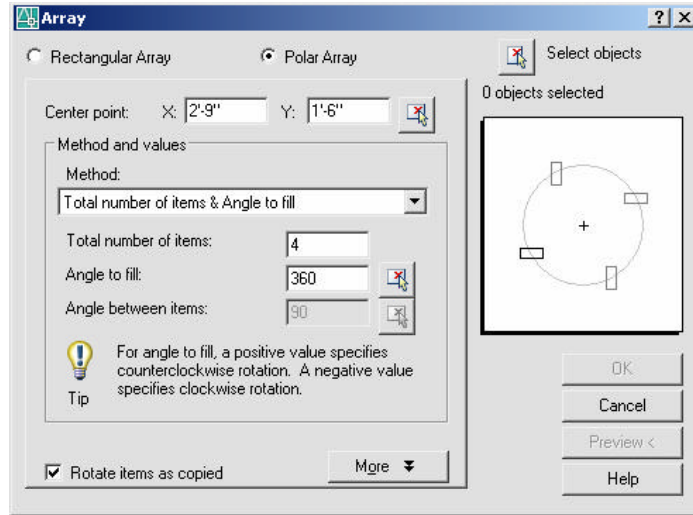 Array
Rectangular Array Polar Array Select objects
0 objects selected
Center point: X: 2'-9" Y: 1'-6"
Method and values
Method:
Total number of items & Angle to fill
Total number of items: 4
Angle to fill: 360
Angle between items: 90
For angle to fill, a positive value specifies
counterclockwise rotation. A negative value
specifies clockwise rotation.
Tip
OK
Cancel
Preview <
Rotate items as copied More
Help